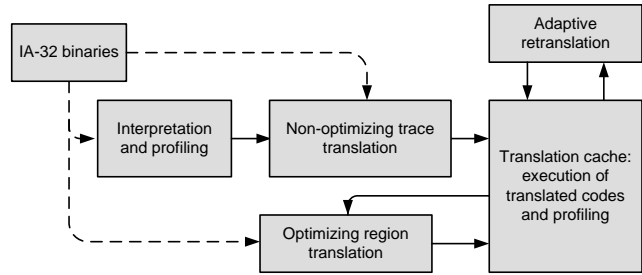 IA-32 binaries
Adaptive
retranslation
Interpretation
and profiling
Non-optimizing trace
translation
Translation cache:
execution of
translated codes
and profiling
Optimizing region
translation